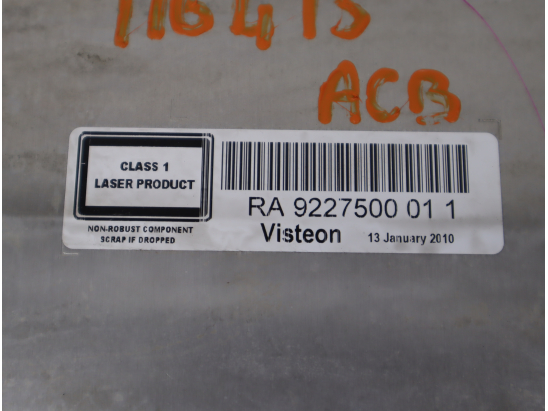 ACB
CLASS 1
LASER PRODUCT
NON-ROBUST COMPONENT
SCRAP IF DROPPED
RA 9227500 01 1
Visteon 13 January 2010